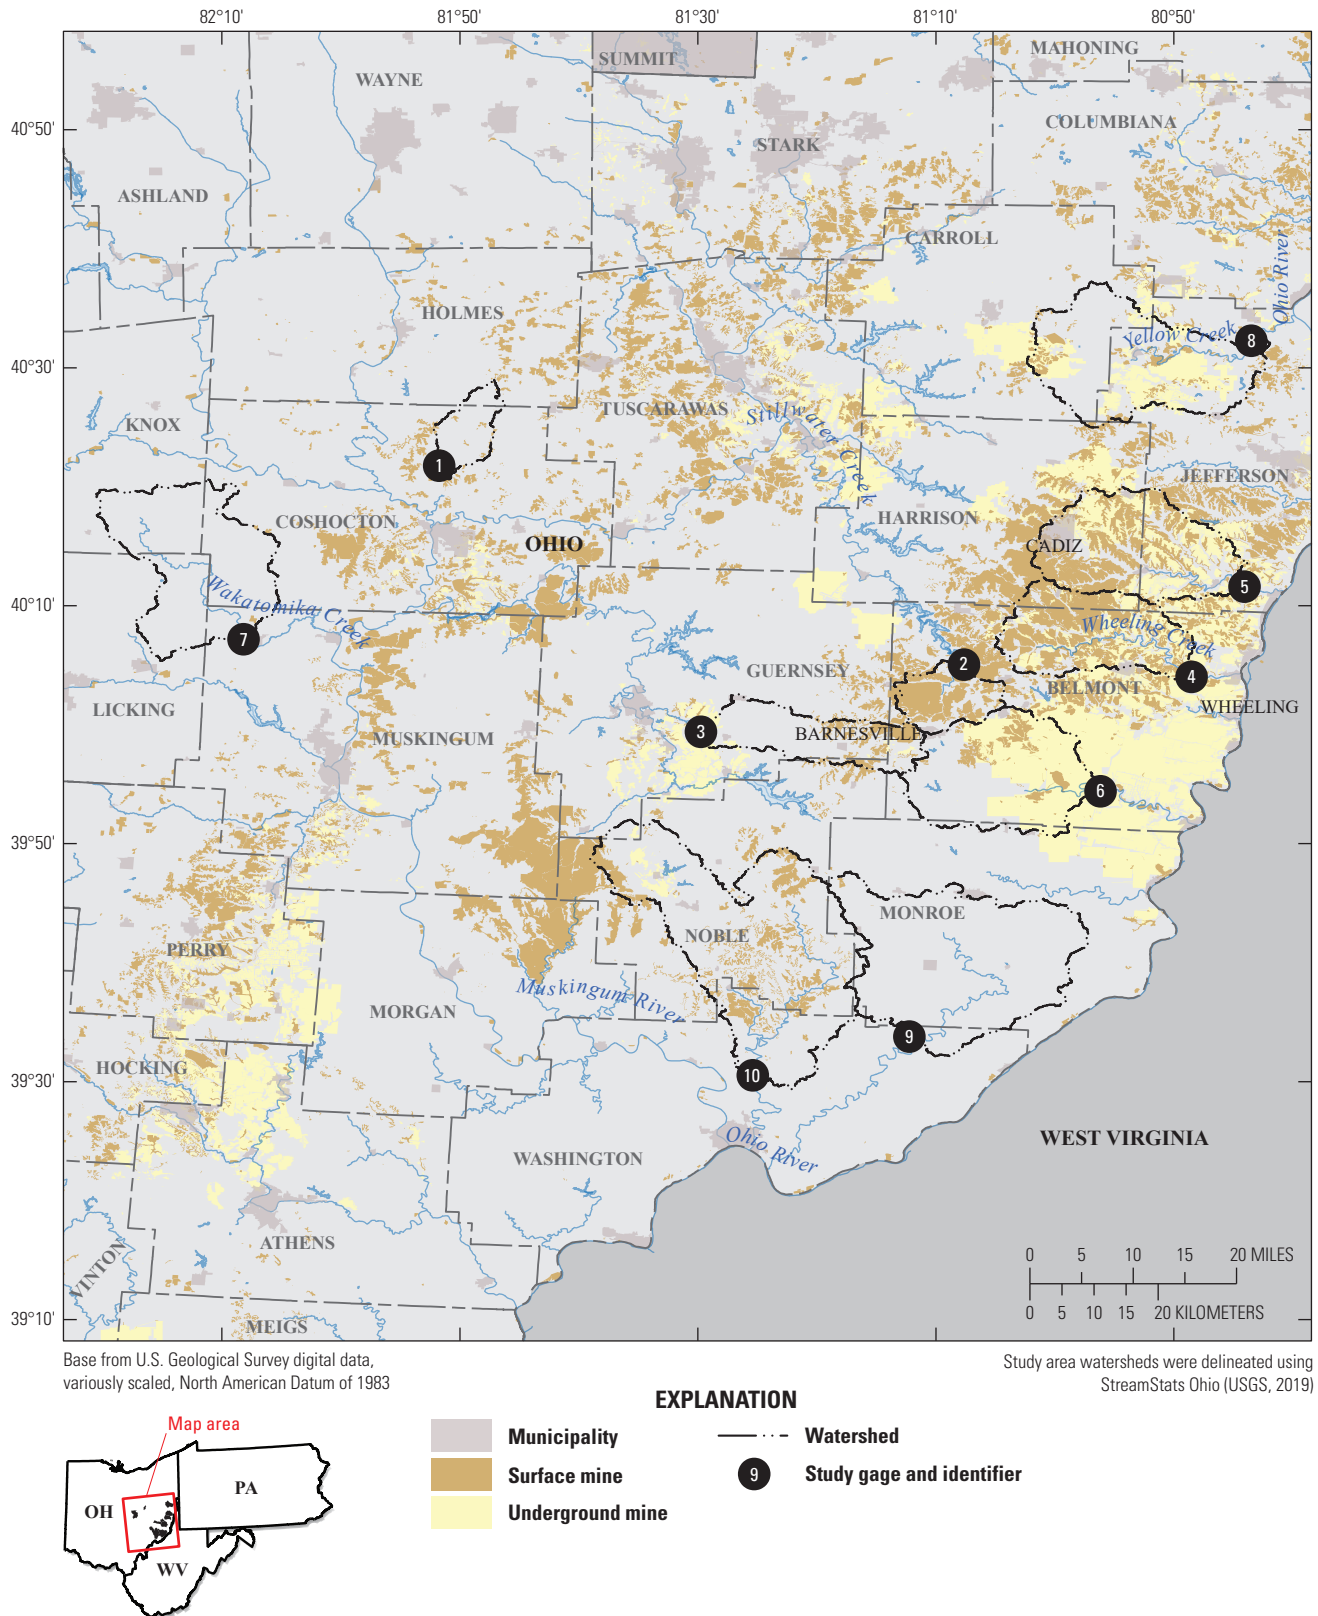 82°10'
81°50'
81°30'
81°10'
80°50'
40°50'
40°30'
40°10'
39°50'
39°30'
39°10'
SUMMIT
MAHONING
WAYNE
COLUMBIANA
STARK
ASHLAND
CARROLL
Ohio River
HOLMES
Yellow Creek
8
TUSCARAWAS
Stillwater Creek
KNOX
1
JEFFERSON
COSHOCTON
HARRISON
OHIO
CADIZ
5
Wakatomika Creek
Wheeling Creek
7
2
GUERNSEY
4
BELMONT
LICKING
WHEELING
3
BARNESVILLE
MUSKINGUM
6
MONROE
NOBLE
PERRY
Muskingum River
MORGAN
9
HOCKING
10
Ohio River
WEST VIRGINIA
WASHINGTON
ATHENS
VINTON
MEIGS
0 5 10 15 20 MILES
0 5 10 15 20 KILOMETERS
Base from U.S. Geological Survey digital data,
variously scaled, North American Datum of 1983
Study area watersheds were delineated using
StreamStats Ohio (USGS, 2019)
EXPLANATION
Municipality
Surface mine
Underground mine
Watershed
9 Study gage and identifier
Map area
OH
PA
WV